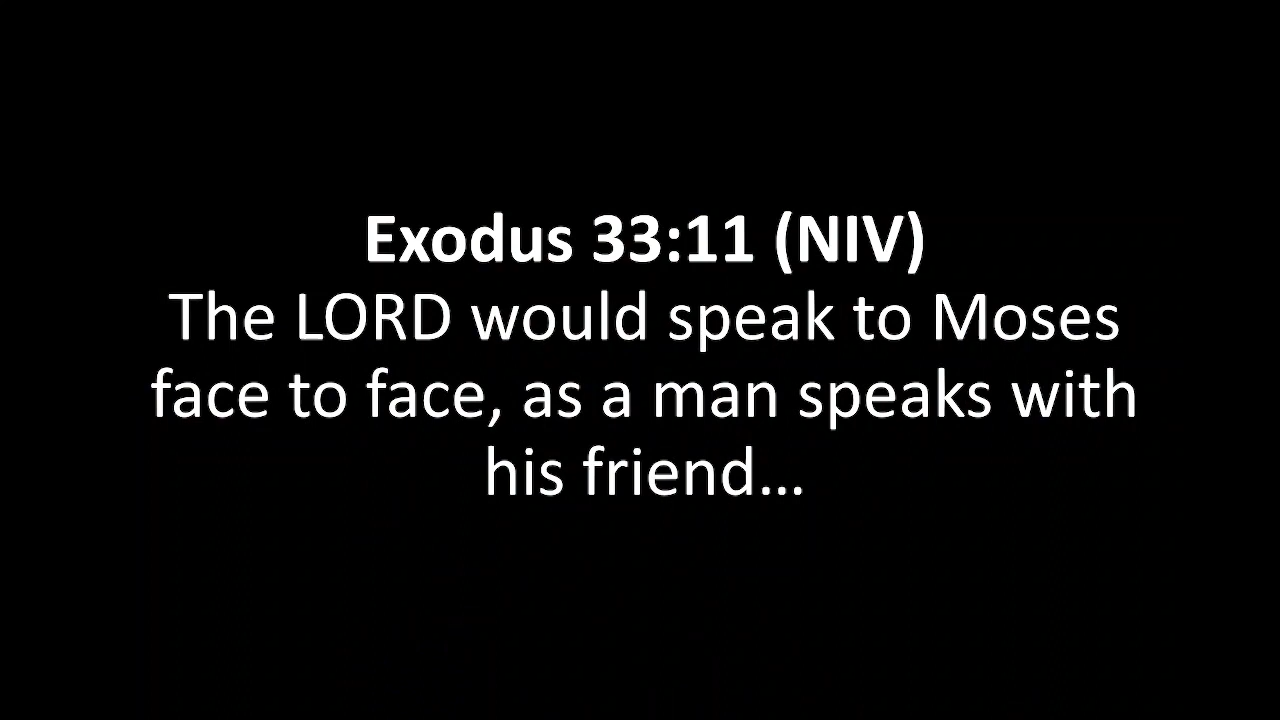 Exodus 33:11 (NIV)
The LORD would speak to Moses
face to face, as a man speaks with
his friend…